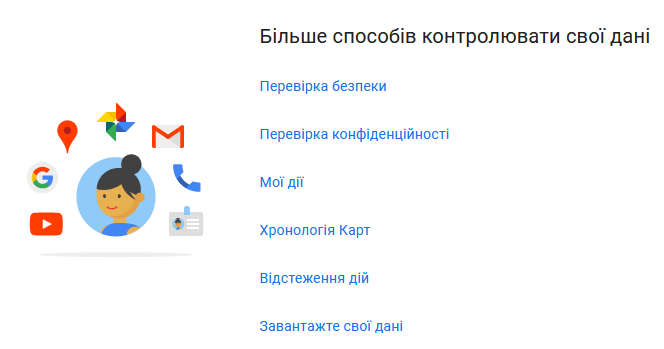 Більше способів контролювати свої дані
Перевірка безпеки
Перевірка конфіденційності
Мої дії
Хронологія Карт
Відстеження дій
Завантажте свої дані